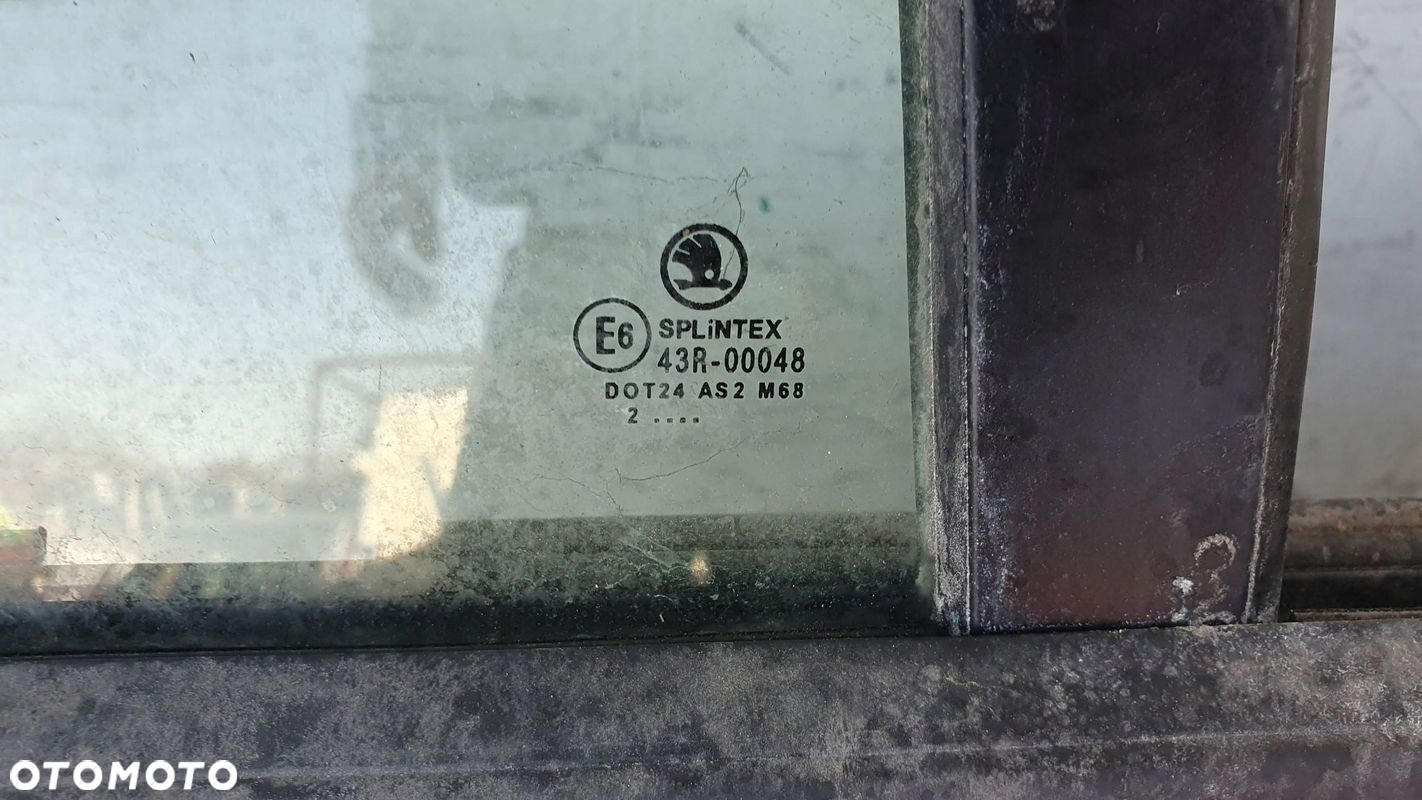 E6
SPLiNTEX
43R-00048
DOT24 AS2 M68
2 ....
OTOMOTO